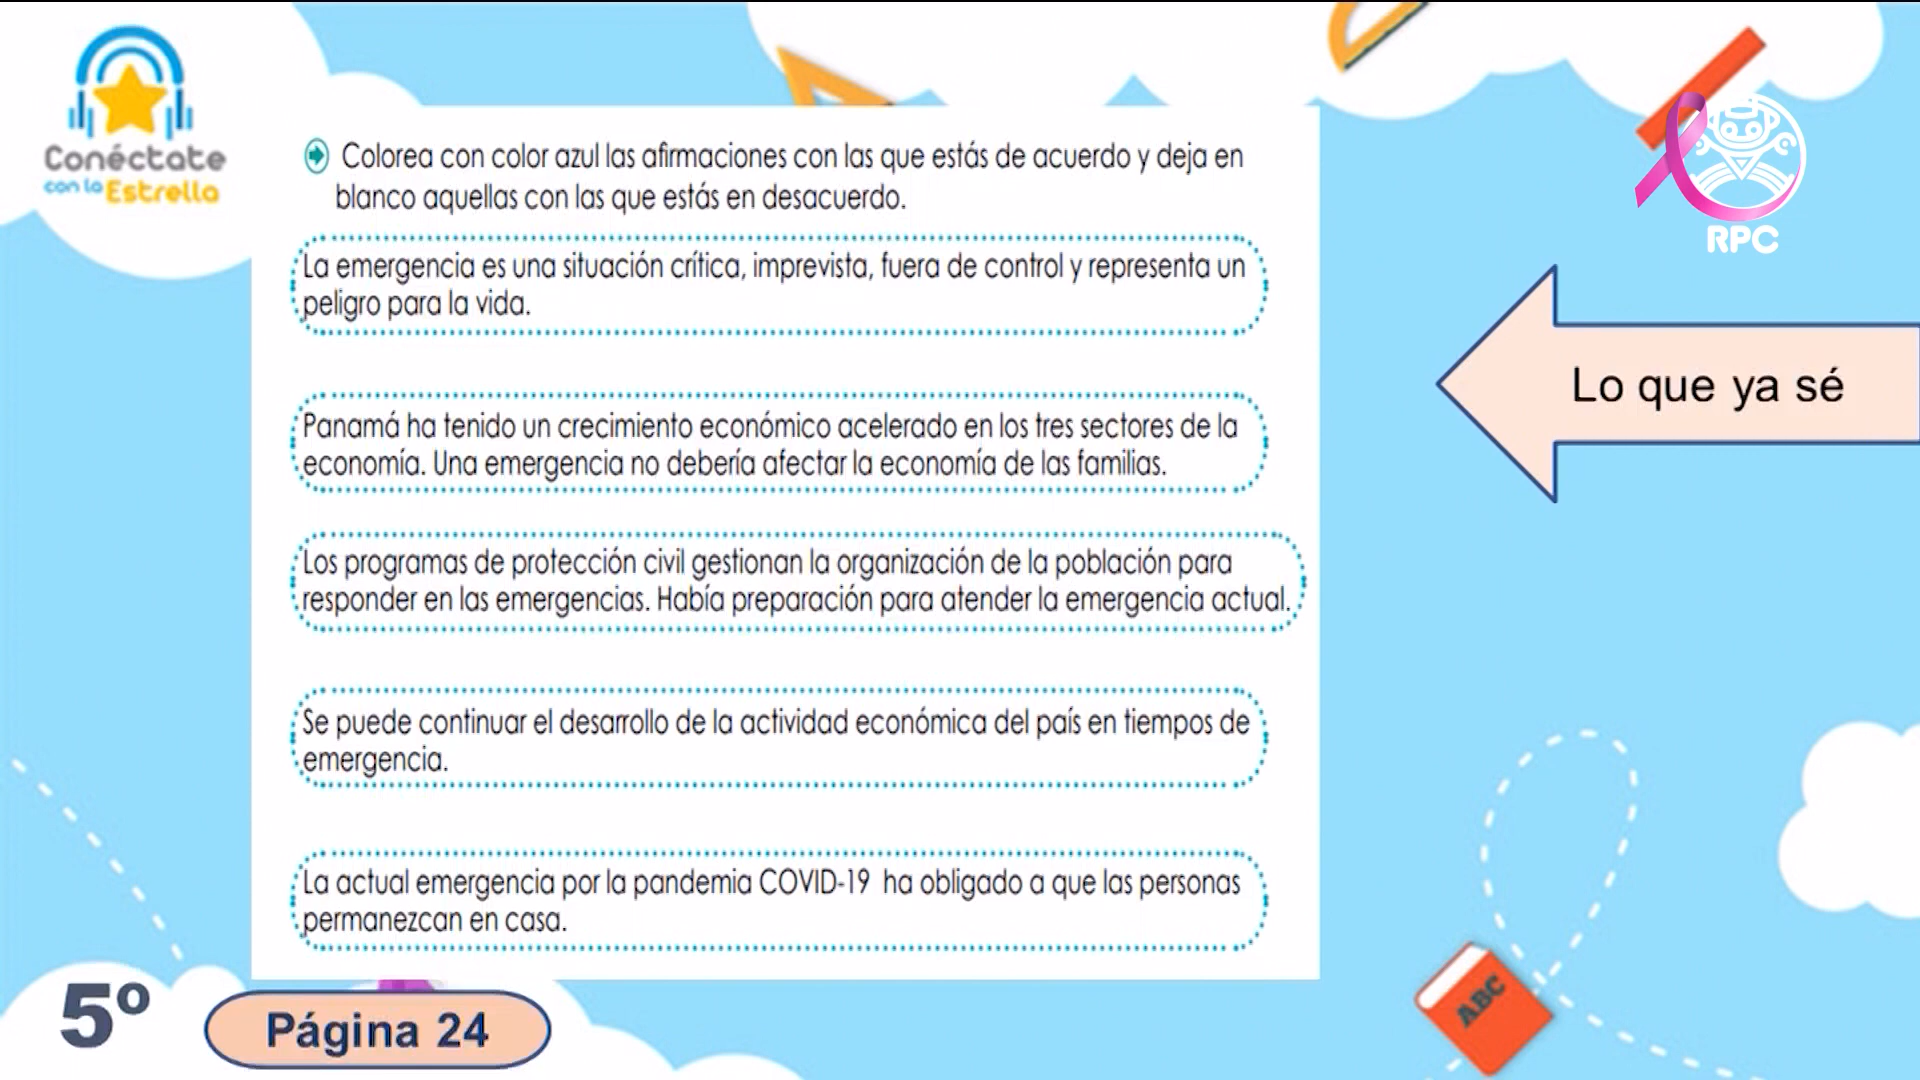 Conéctate
con la Estrella
RPC
Colorea con color azul las afirmaciones con las que estás de acuerdo y deja en
blanco aquellas con las que estás en desacuerdo.
La emergencia es una situación crítica, imprevista, fuera de control y representa un
peligro para la vida.
Lo que ya sé
Panamá ha tenido un crecimiento económico acelerado en los tres sectores de la
economía. Una emergencia no debería afectar la economía de las familias.
Los programas de protección civil gestionan la organización de la población para
responder en las emergencias. Había preparación para atender la emergencia actual.
Se puede continuar el desarrollo de la actividad económica del país en tiempos de
emergencia.
La actual emergencia por la pandemia COVID-19 ha obligado a que las personas
permanezcan en casa.
5º
Página 24
ABC